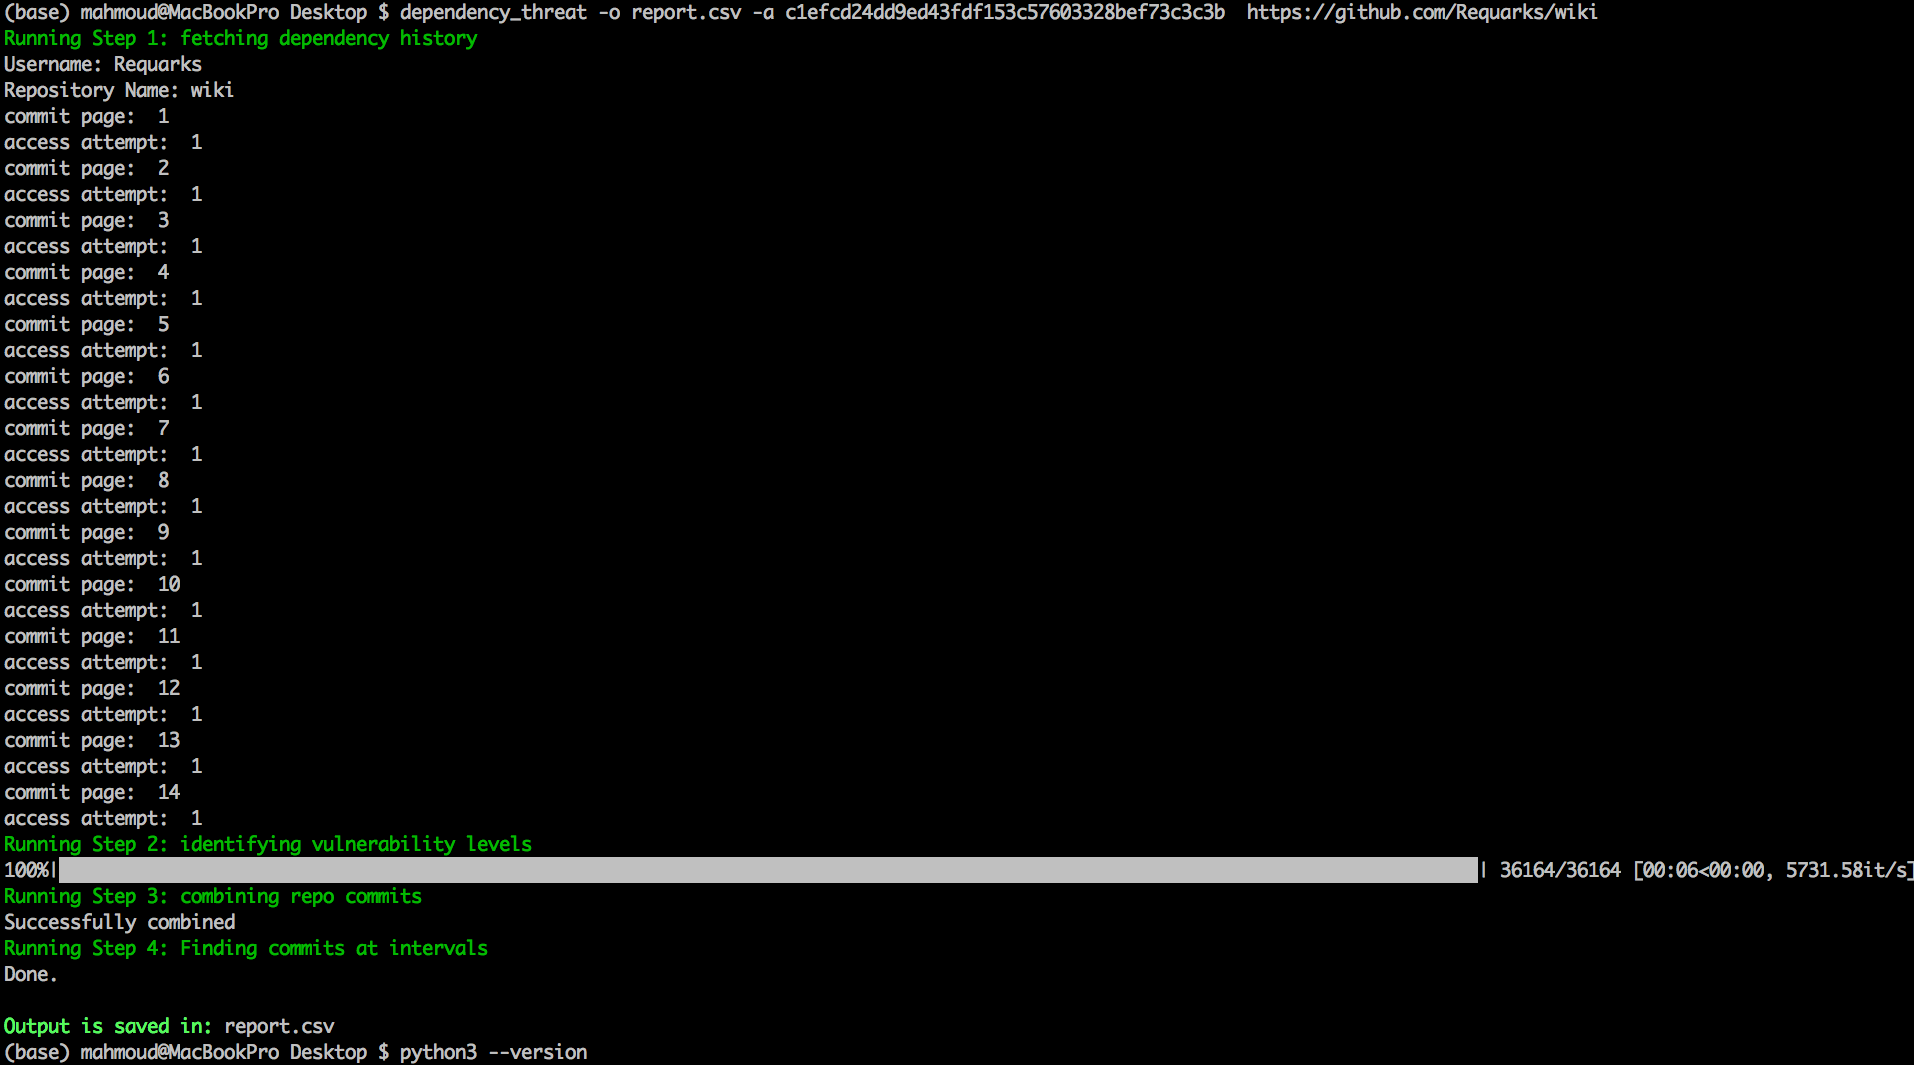 (base) mahmoud@MacBookPro Desktop $ dependency_threat -o report.csv -a c1efcd24dd9ed43fdf153c57603328bef73c3c3b  https://github.com/Requarks/wiki
Running Step 1: fetching dependency history
Username: Requarks
Repository Name: wiki
commit page:  1
access attempt:  1
commit page:  2
access attempt:  1
commit page:  3
access attempt:  1
commit page:  4
access attempt:  1
commit page:  5
access attempt:  1
commit page:  6
access attempt:  1
commit page:  7
access attempt:  1
commit page:  8
access attempt:  1
commit page:  9
access attempt:  1
commit page:  10
access attempt:  1
commit page:  11
access attempt:  1
commit page:  12
access attempt:  1
commit page:  13
access attempt:  1
commit page:  14
access attempt:  1
Running Step 2: identifying vulnerability levels
100%| | 36164/36164 [00:06<00:00, 5731.58it/s]
Running Step 3: combining repo commits
Successfully combined
Running Step 4: Finding commits at intervals
Done.
Output is saved in: report.csv
(base) mahmoud@MacBookPro Desktop $ python3 --version